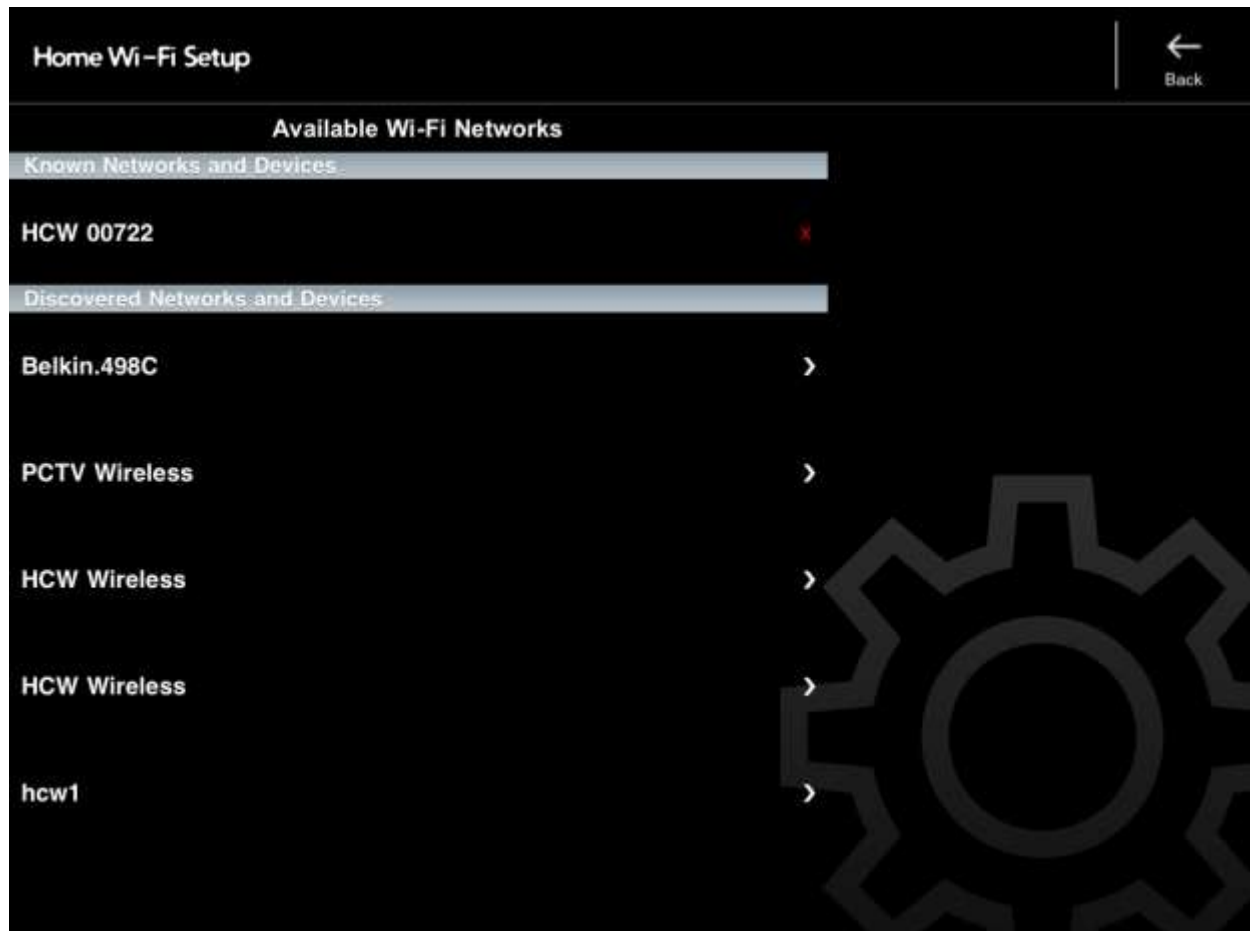 Home Wi-Fi Setup
Back
Available Wi-Fi Networks
Known Networks and Devices
HCW 00722
x
Discovered Networks and Devices
Belkin.498C
PCTV Wireless
HCW Wireless
HCW Wireless
hcw1